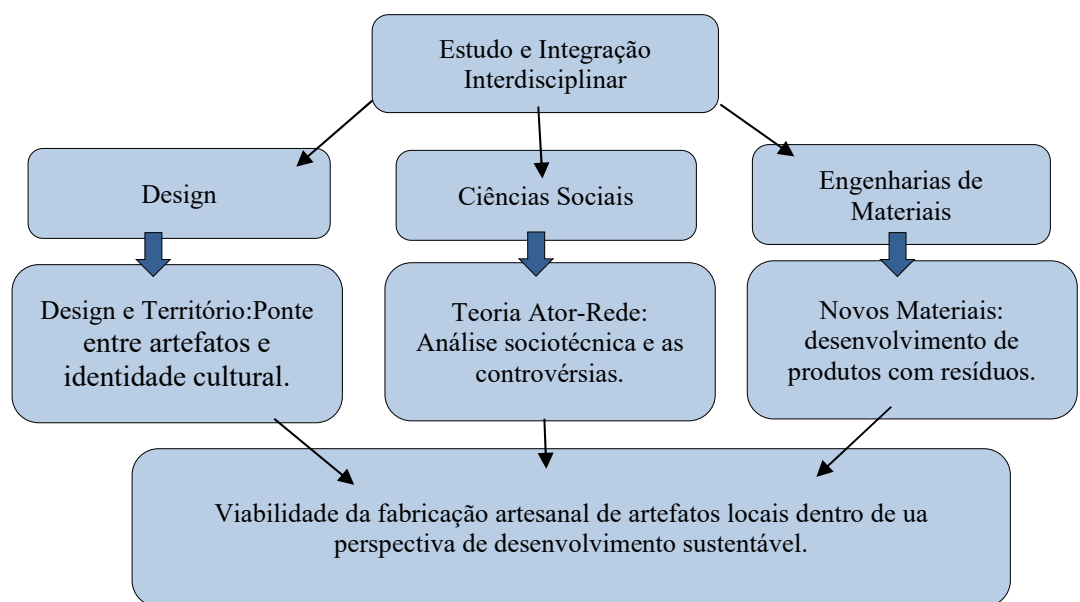 Estudo e Integração
Interdisciplinar
Design
Ciências Sociais
Engenharias de
Materiais
Design e Território:Ponte
entre artefatos e
identidade cultural.
Teoria Ator-Rede:
Análise sociotécnica e as
controvérsias.
Novos Materiais:
desenvolvimento de
produtos com resíduos.
Viabilidade da fabricação artesanal de artefatos locais dentro de ua
perspectiva de desenvolvimento sustentável.